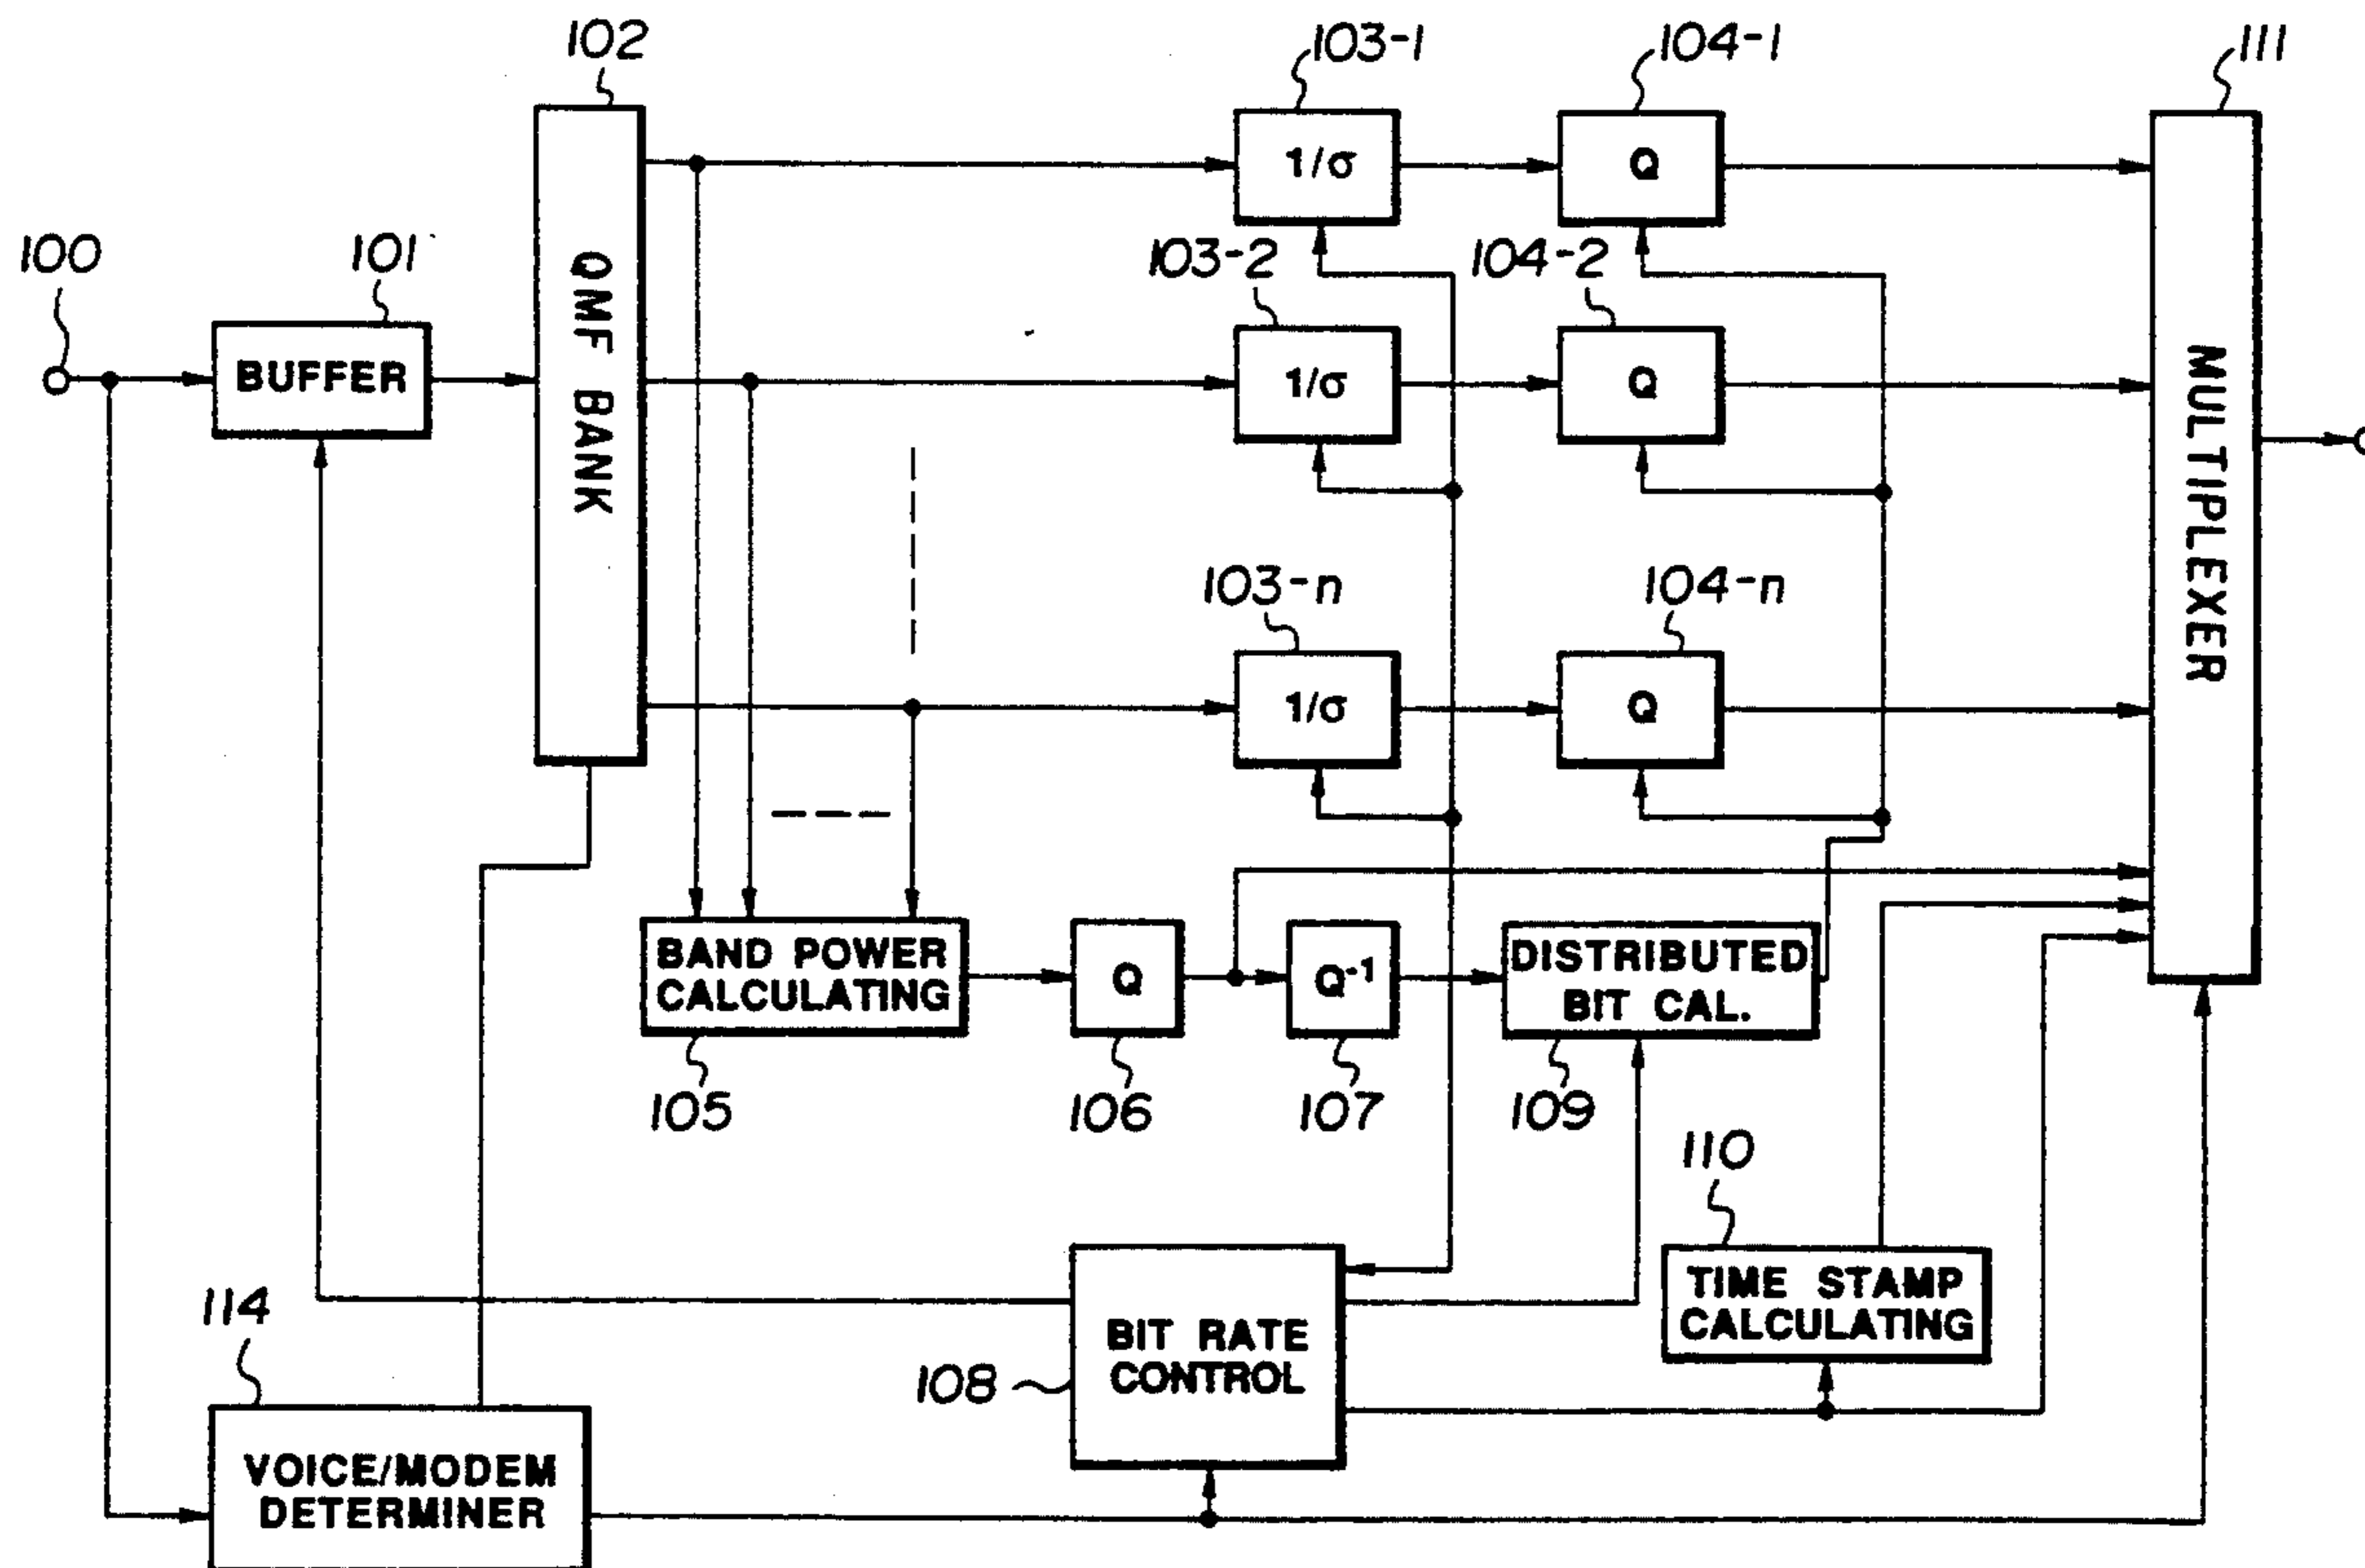 102
103-1
104-1
111
1/σ
Q
100
101
103-2
104-2
BUFFER
QMF BANK
1/σ
Q
MULTIPLEXER
103-n
104-n
1/σ
Q
BAND POWER
CALCULATING
Q
Q-1
DISTRIBUTED
BIT CAL.
105
106
107
109
110
114
108
BIT RATE
CONTROL
TIME STAMP
CALCULATING
VOICE/MODEM
DETERMINER